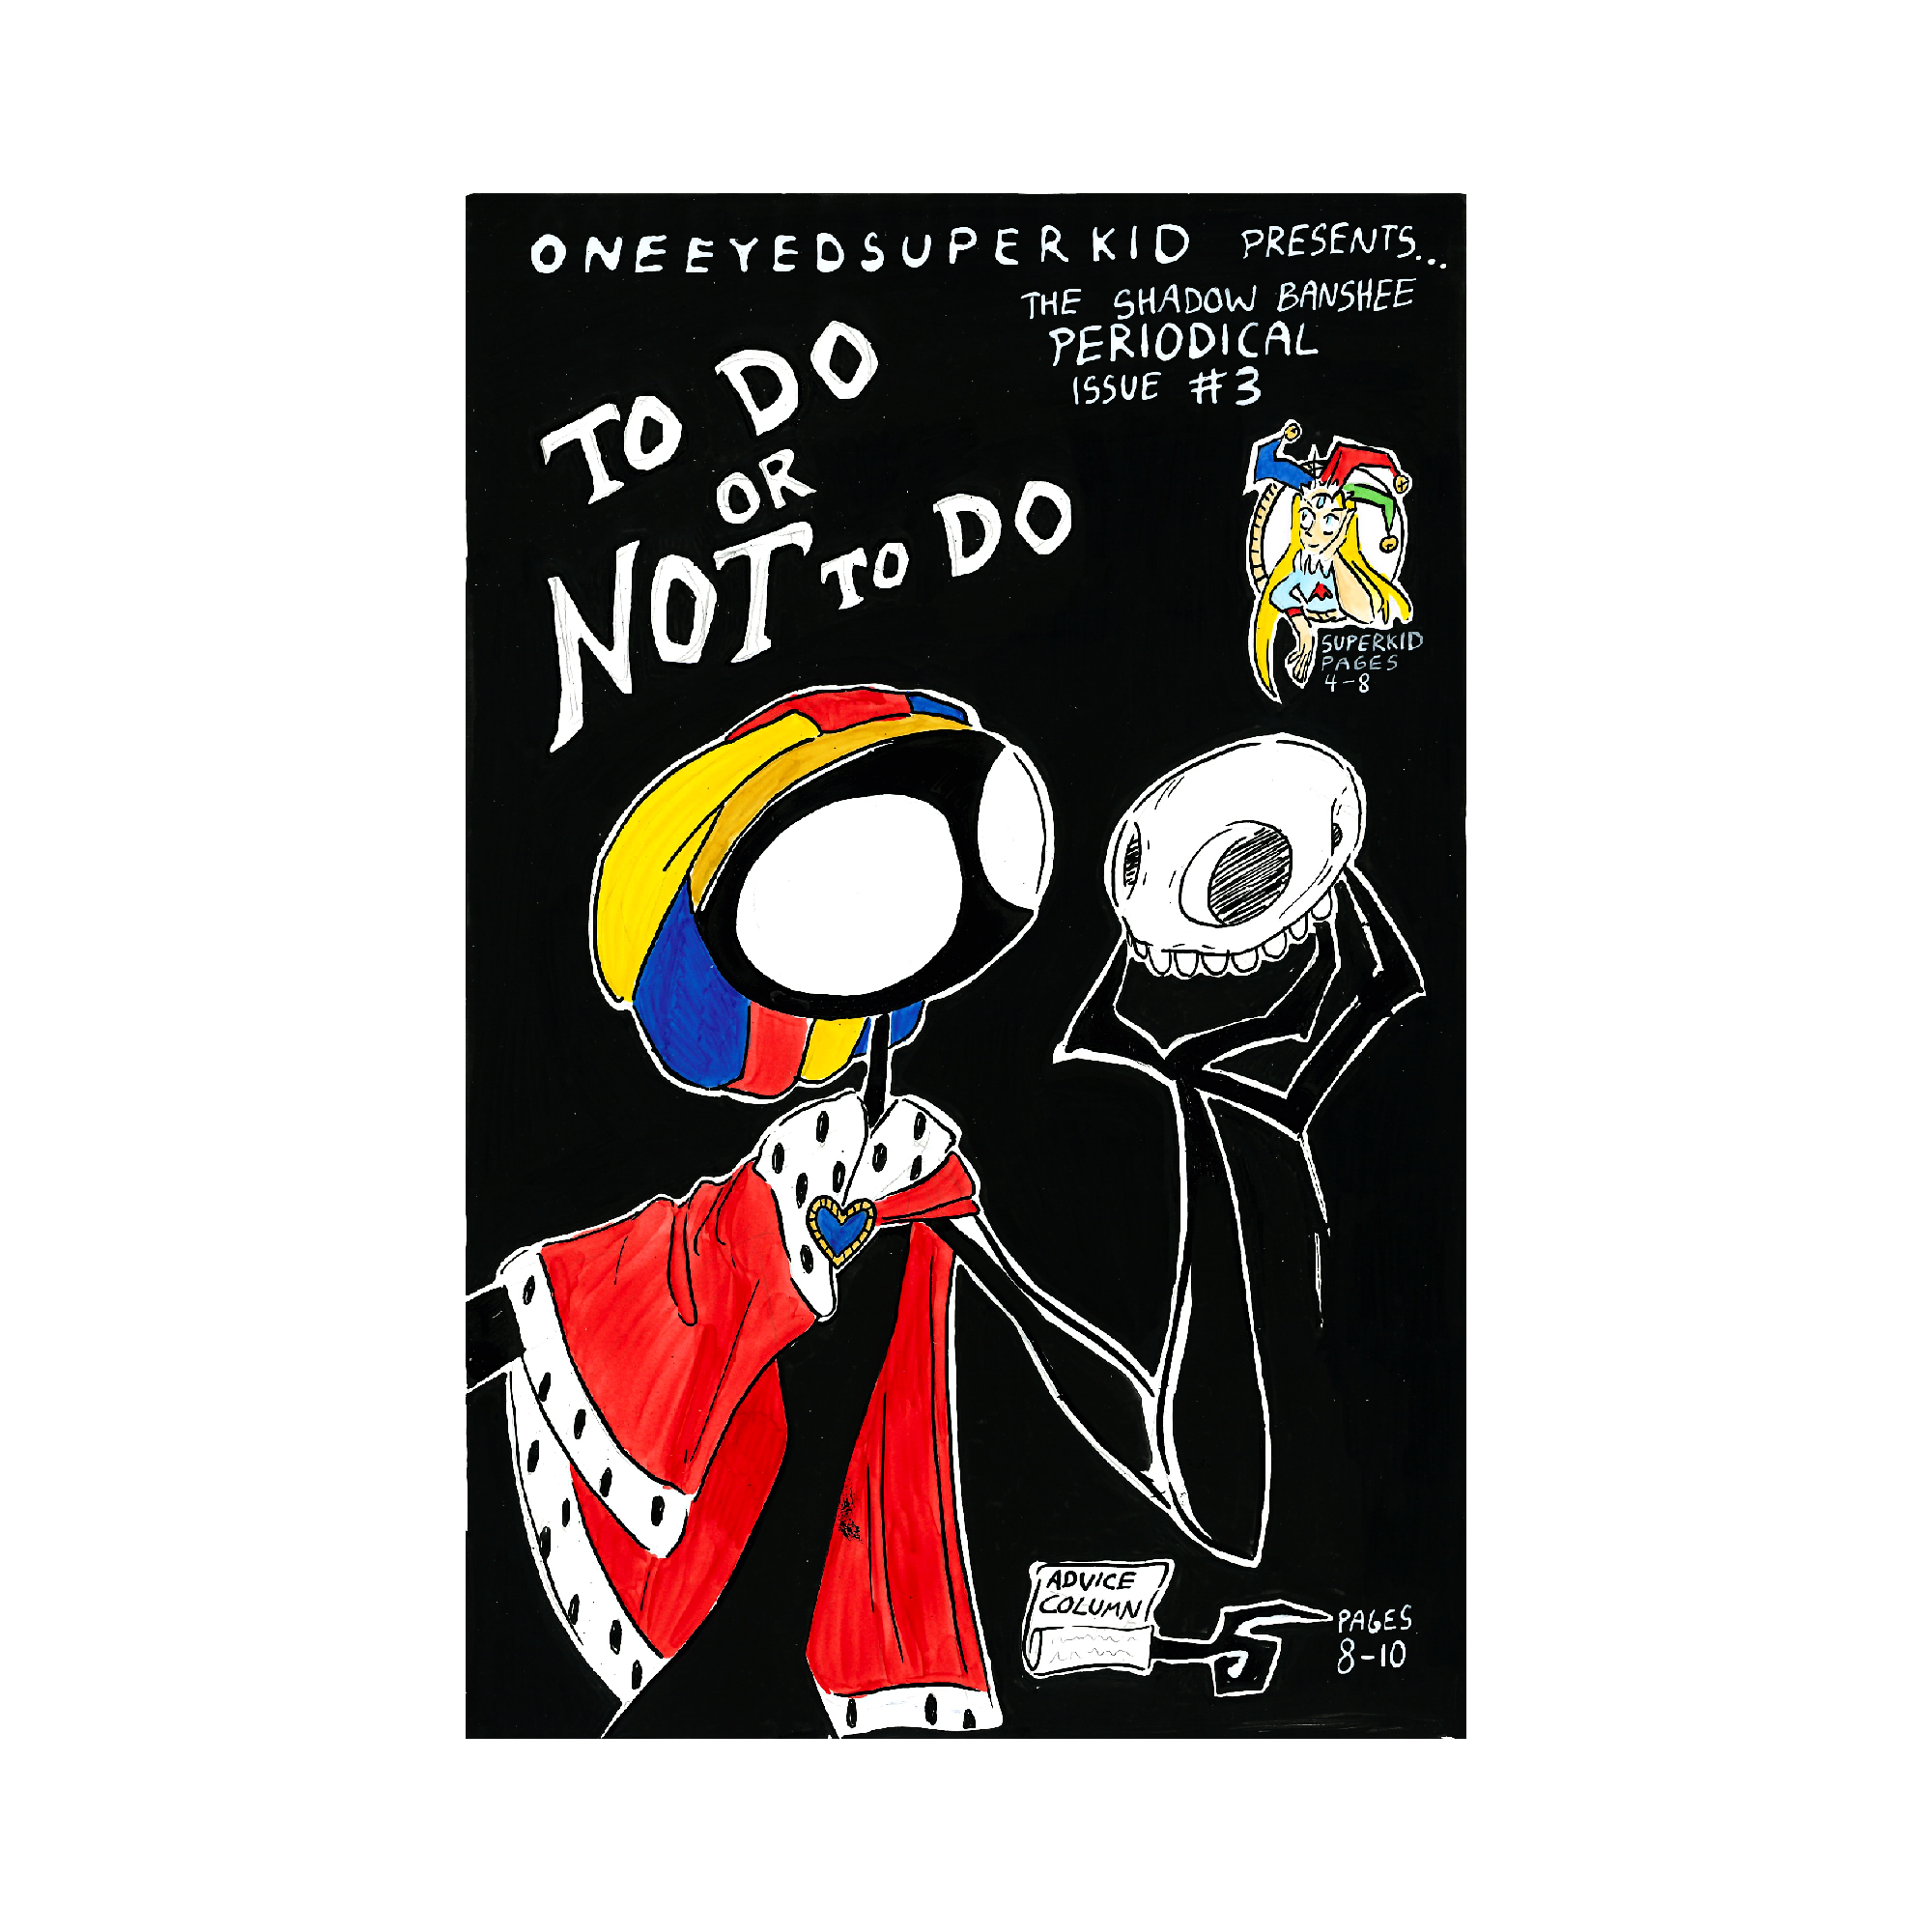 ONEEYEDSUPERKID PRESENTS...
THE SHADOW BANSHEE
PERIODICAL
ISSUE #3
TO DO
OR
NOT TO DO
SUPERKID
PAGES
4-8
ADVICE
COLUMN
PAGES
8-10